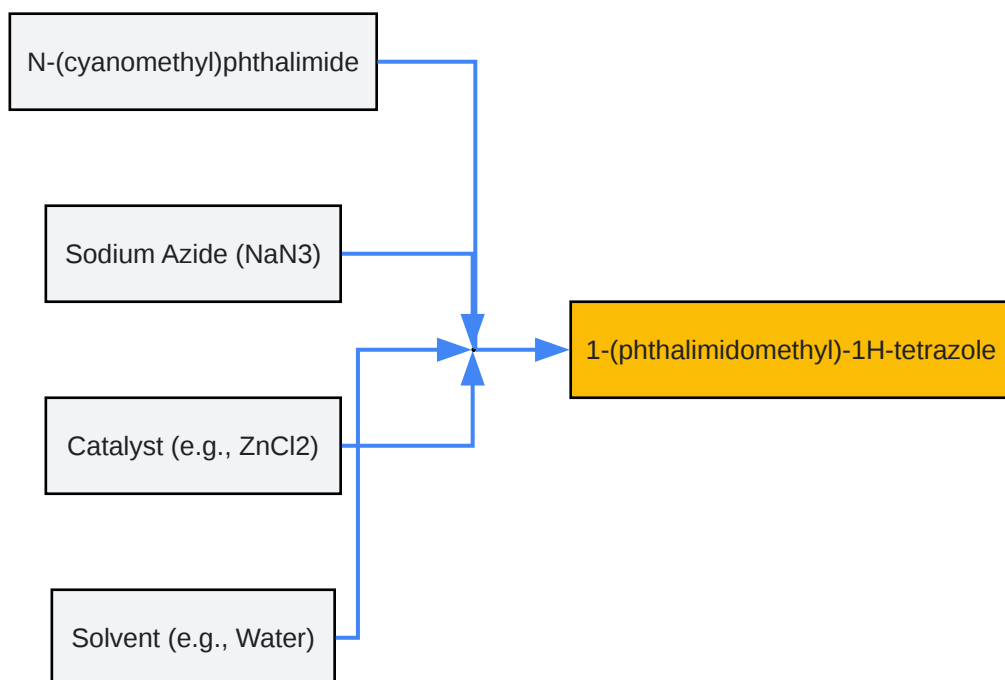 N-(cyanomethyl)phthalimide
Sodium Azide (NaN3)
1-(phthalimidomethyl)-1H-tetrazole
Catalyst (e.g., ZnCl2)
Solvent (e.g., Water)